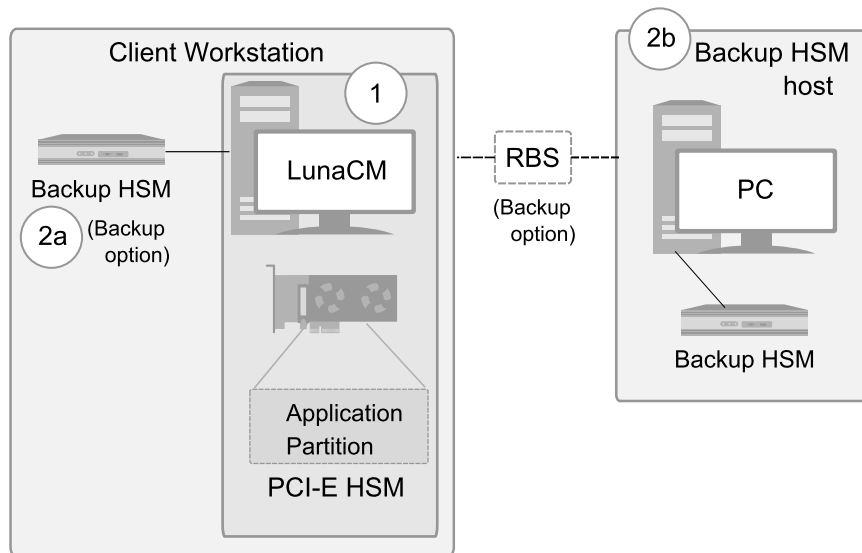 Client Workstation
1
LunaCM
Backup HSM
2a
(Backup
option)
Application
Partition
PCI-E HSM
RBS
(Backup
option)
2b
Backup HSM
host
PC
Backup HSM